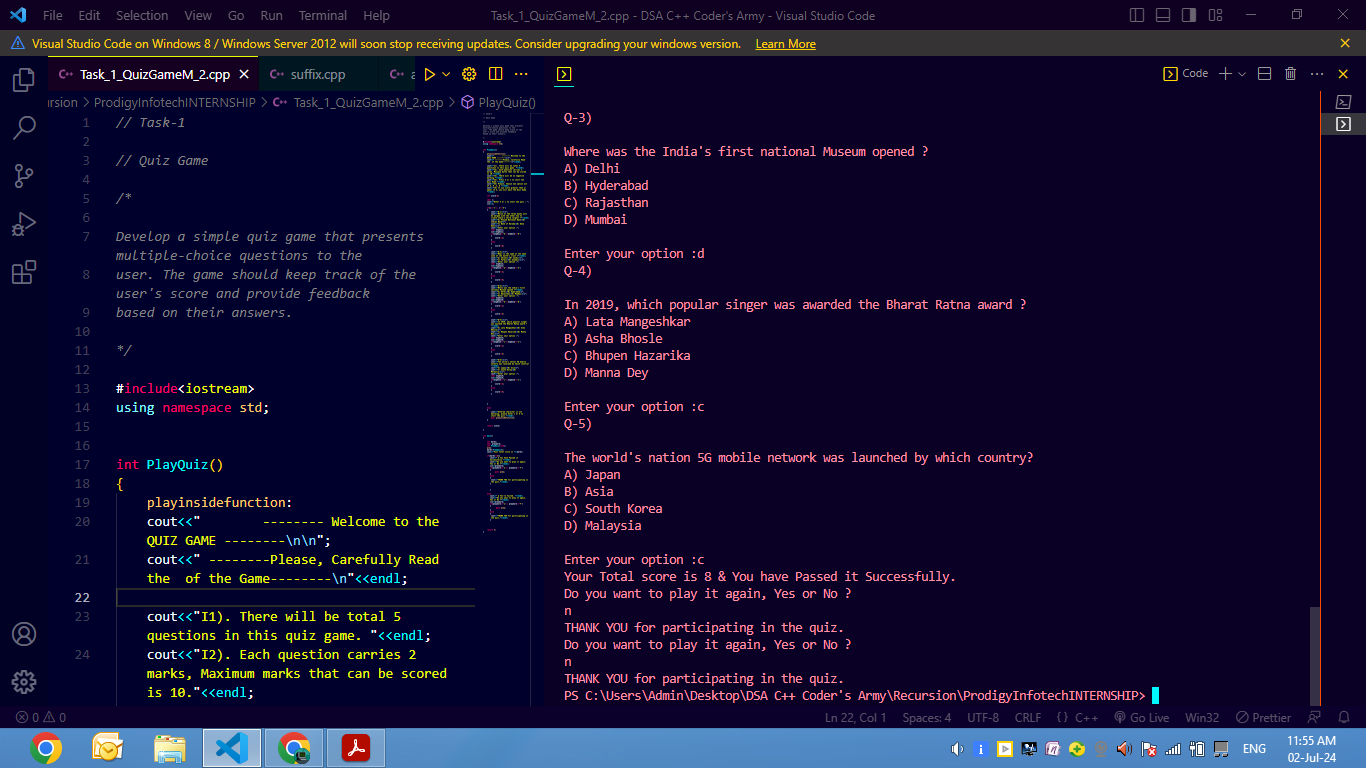 File Edit Selection View Go Run Terminal Help
Task_1_QuizGameM_2.cpp - DSA C++ Coder's Army - Visual Studio Code
Visual Studio Code on Windows 8 / Windows Server 2012 will soon stop receiving updates. Consider upgrading your windows version. Learn More
Task_1_QuizGameM_2.cpp
suffix.cpp
Code
ursion > ProdigyInfotechINTERNSHIP > Task_1_QuizGameM_2.cpp > PlayQuiz()
1 // Task-1
2
3 // Quiz Game
4
5 /*
6
7 Develop a simple quiz game that presents
multiple-choice questions to the
8 user. The game should keep track of the
user's score and provide feedback
9 based on their answers.
10
11 */
12
13 #include<iostream>
14 using namespace std;
15
16
17 int PlayQuiz()
18 {
19 playinsidefunction:
20 cout<<"        -------- Welcome to the
QUIZ GAME --------\n\n";
21 cout<<" --------Please, Carefully Read
the  of the Game--------\n"<<endl;
22
23 cout<<"I1). There will be total 5
questions in this quiz game. "<<endl;
24 cout<<"I2). Each question carries 2
marks, Maximum marks that can be scored
is 10."<<endl;
Q-3)
Where was the India's first national Museum opened ?
A) Delhi
B) Hyderabad
C) Rajasthan
D) Mumbai
Enter your option :d
Q-4)
In 2019, which popular singer was awarded the Bharat Ratna award ?
A) Lata Mangeshkar
B) Asha Bhosle
C) Bhupen Hazarika
D) Manna Dey
Enter your option :c
Q-5)
The world's nation 5G mobile network was launched by which country?
A) Japan
B) Asia
C) South Korea
D) Malaysia
Enter your option :c
Your Total score is 8 & You have Passed it Successfully.
Do you want to play it again, Yes or No ?
n
THANK YOU for participating in the quiz.
Do you want to play it again, Yes or No ?
n
THANK YOU for participating in the quiz.
PS C:\Users\Admin\Desktop\DSA C++ Coder's Army\Recursion\ProdigyInfotechINTERNSHIP>
0 0 Ln 22, Col 1 Spaces: 4 UTF-8 CRLF {} C++ Go Live Win32 Prettier
ENG
11:55 AM
02-Jul-24